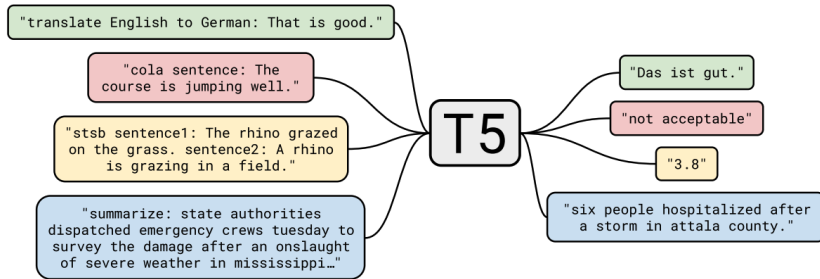 "translate English to German: That is good."
"cola sentence: The
course is jumping well."
"stsb sentence1: The rhino grazed
on the grass. sentence2: A rhino
is grazing in a field."
"summarize: state authorities
dispatched emergency crews tuesday to
survey the damage after an onslaught
of severe weather in mississippi…"
T5
"Das ist gut."
"not acceptable"
"3.8"
"six people hospitalized after
a storm in attala county."